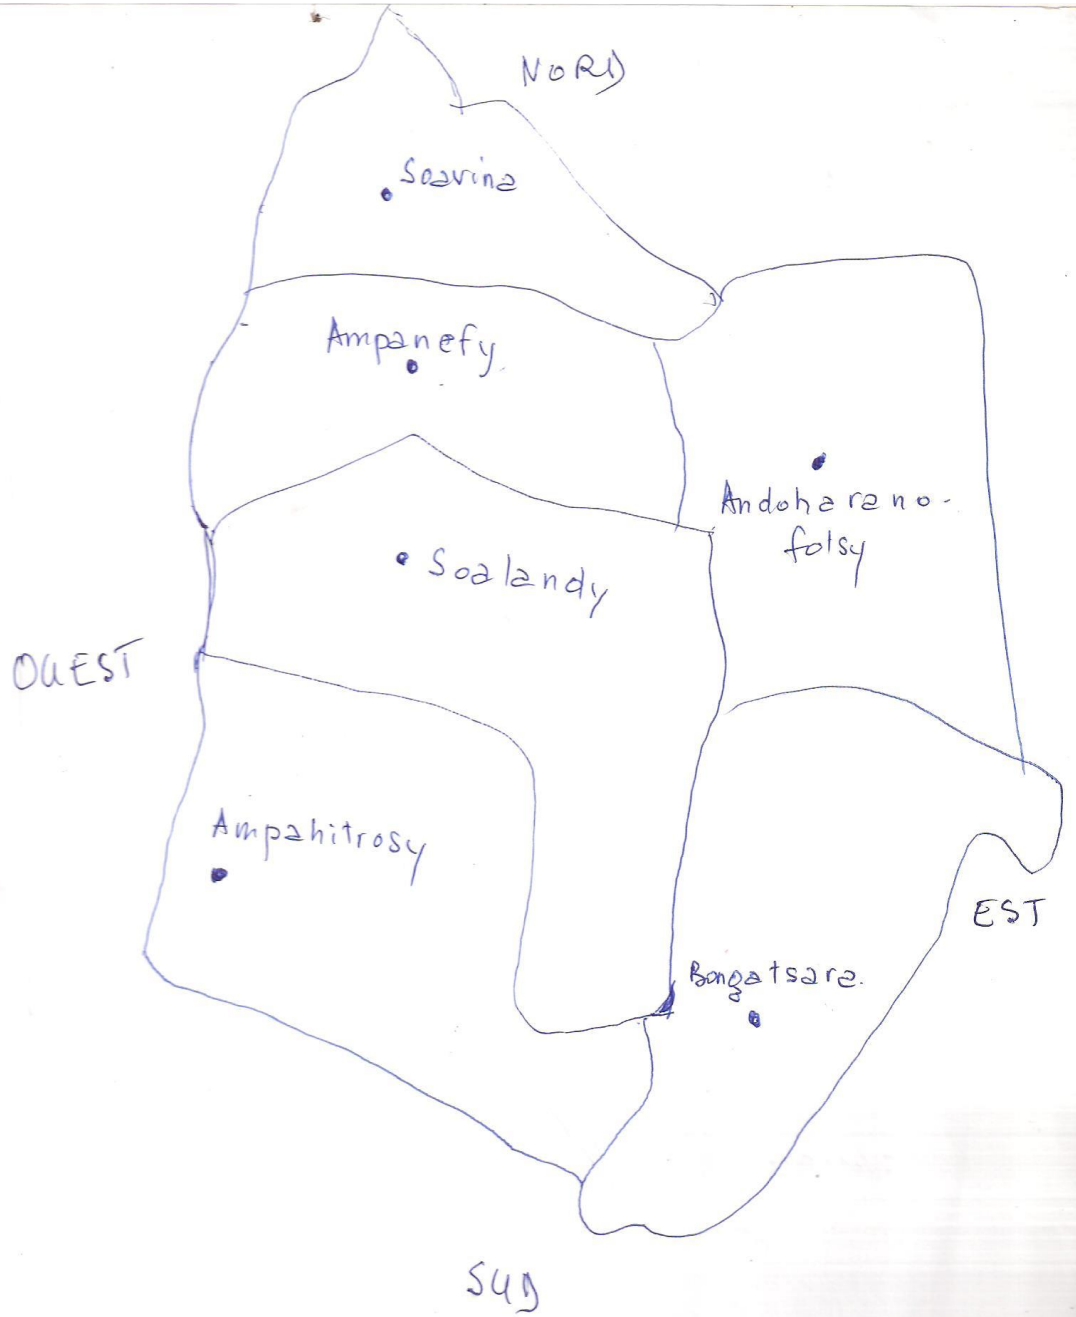 NORD
Soavina
Ampanefy
Andoharano-
fotsy
Soalandy
OUEST
Ampahitrosy
EST
Bongatsara.
SUD